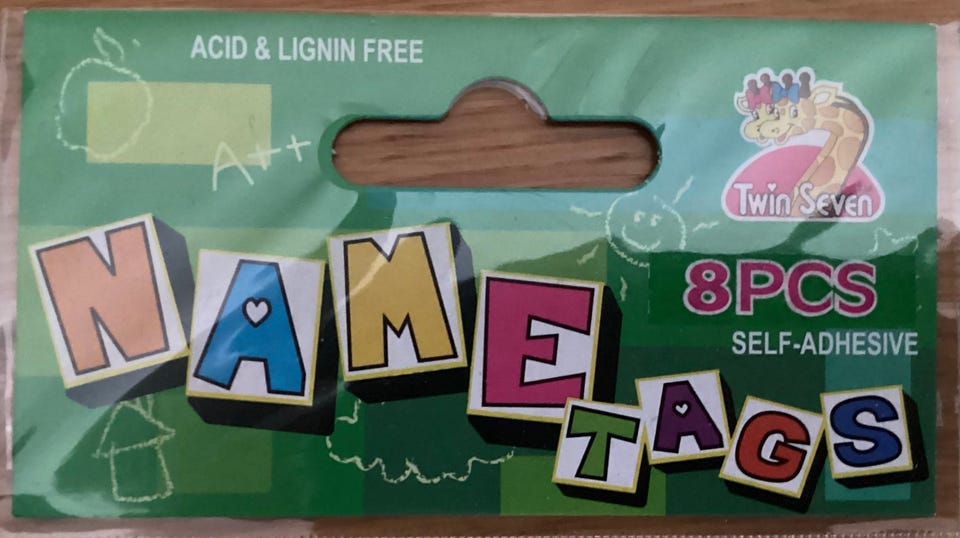 ACID & LIGNIN FREE
A++
Twin Seven
NAME
8PCS
SELF-ADHESIVE
TAGS